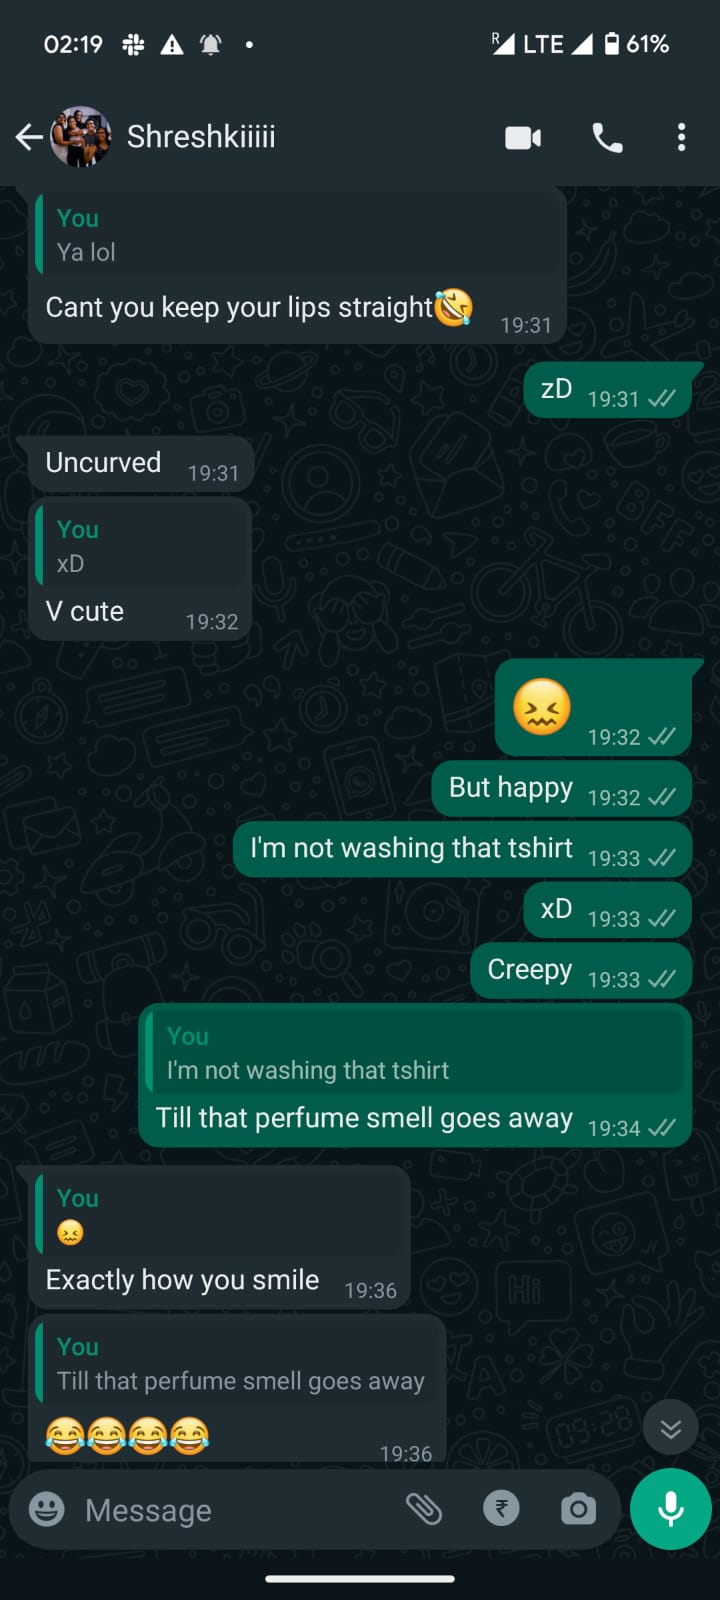 02:19
R LTE 61%
Shreshkiiiii
You
Ya lol
Cant you keep your lips straight🤣 19:31
zD 19:31
Uncurved 19:31
You
xD
V cute 19:32
😖 19:32
But happy 19:32
I'm not washing that tshirt 19:33
xD 19:33
Creepy 19:33
You
I'm not washing that tshirt
Till that perfume smell goes away 19:34
You
😖
Exactly how you smile 19:36
You
Till that perfume smell goes away
😂😂😂😂 19:36
Message
₹